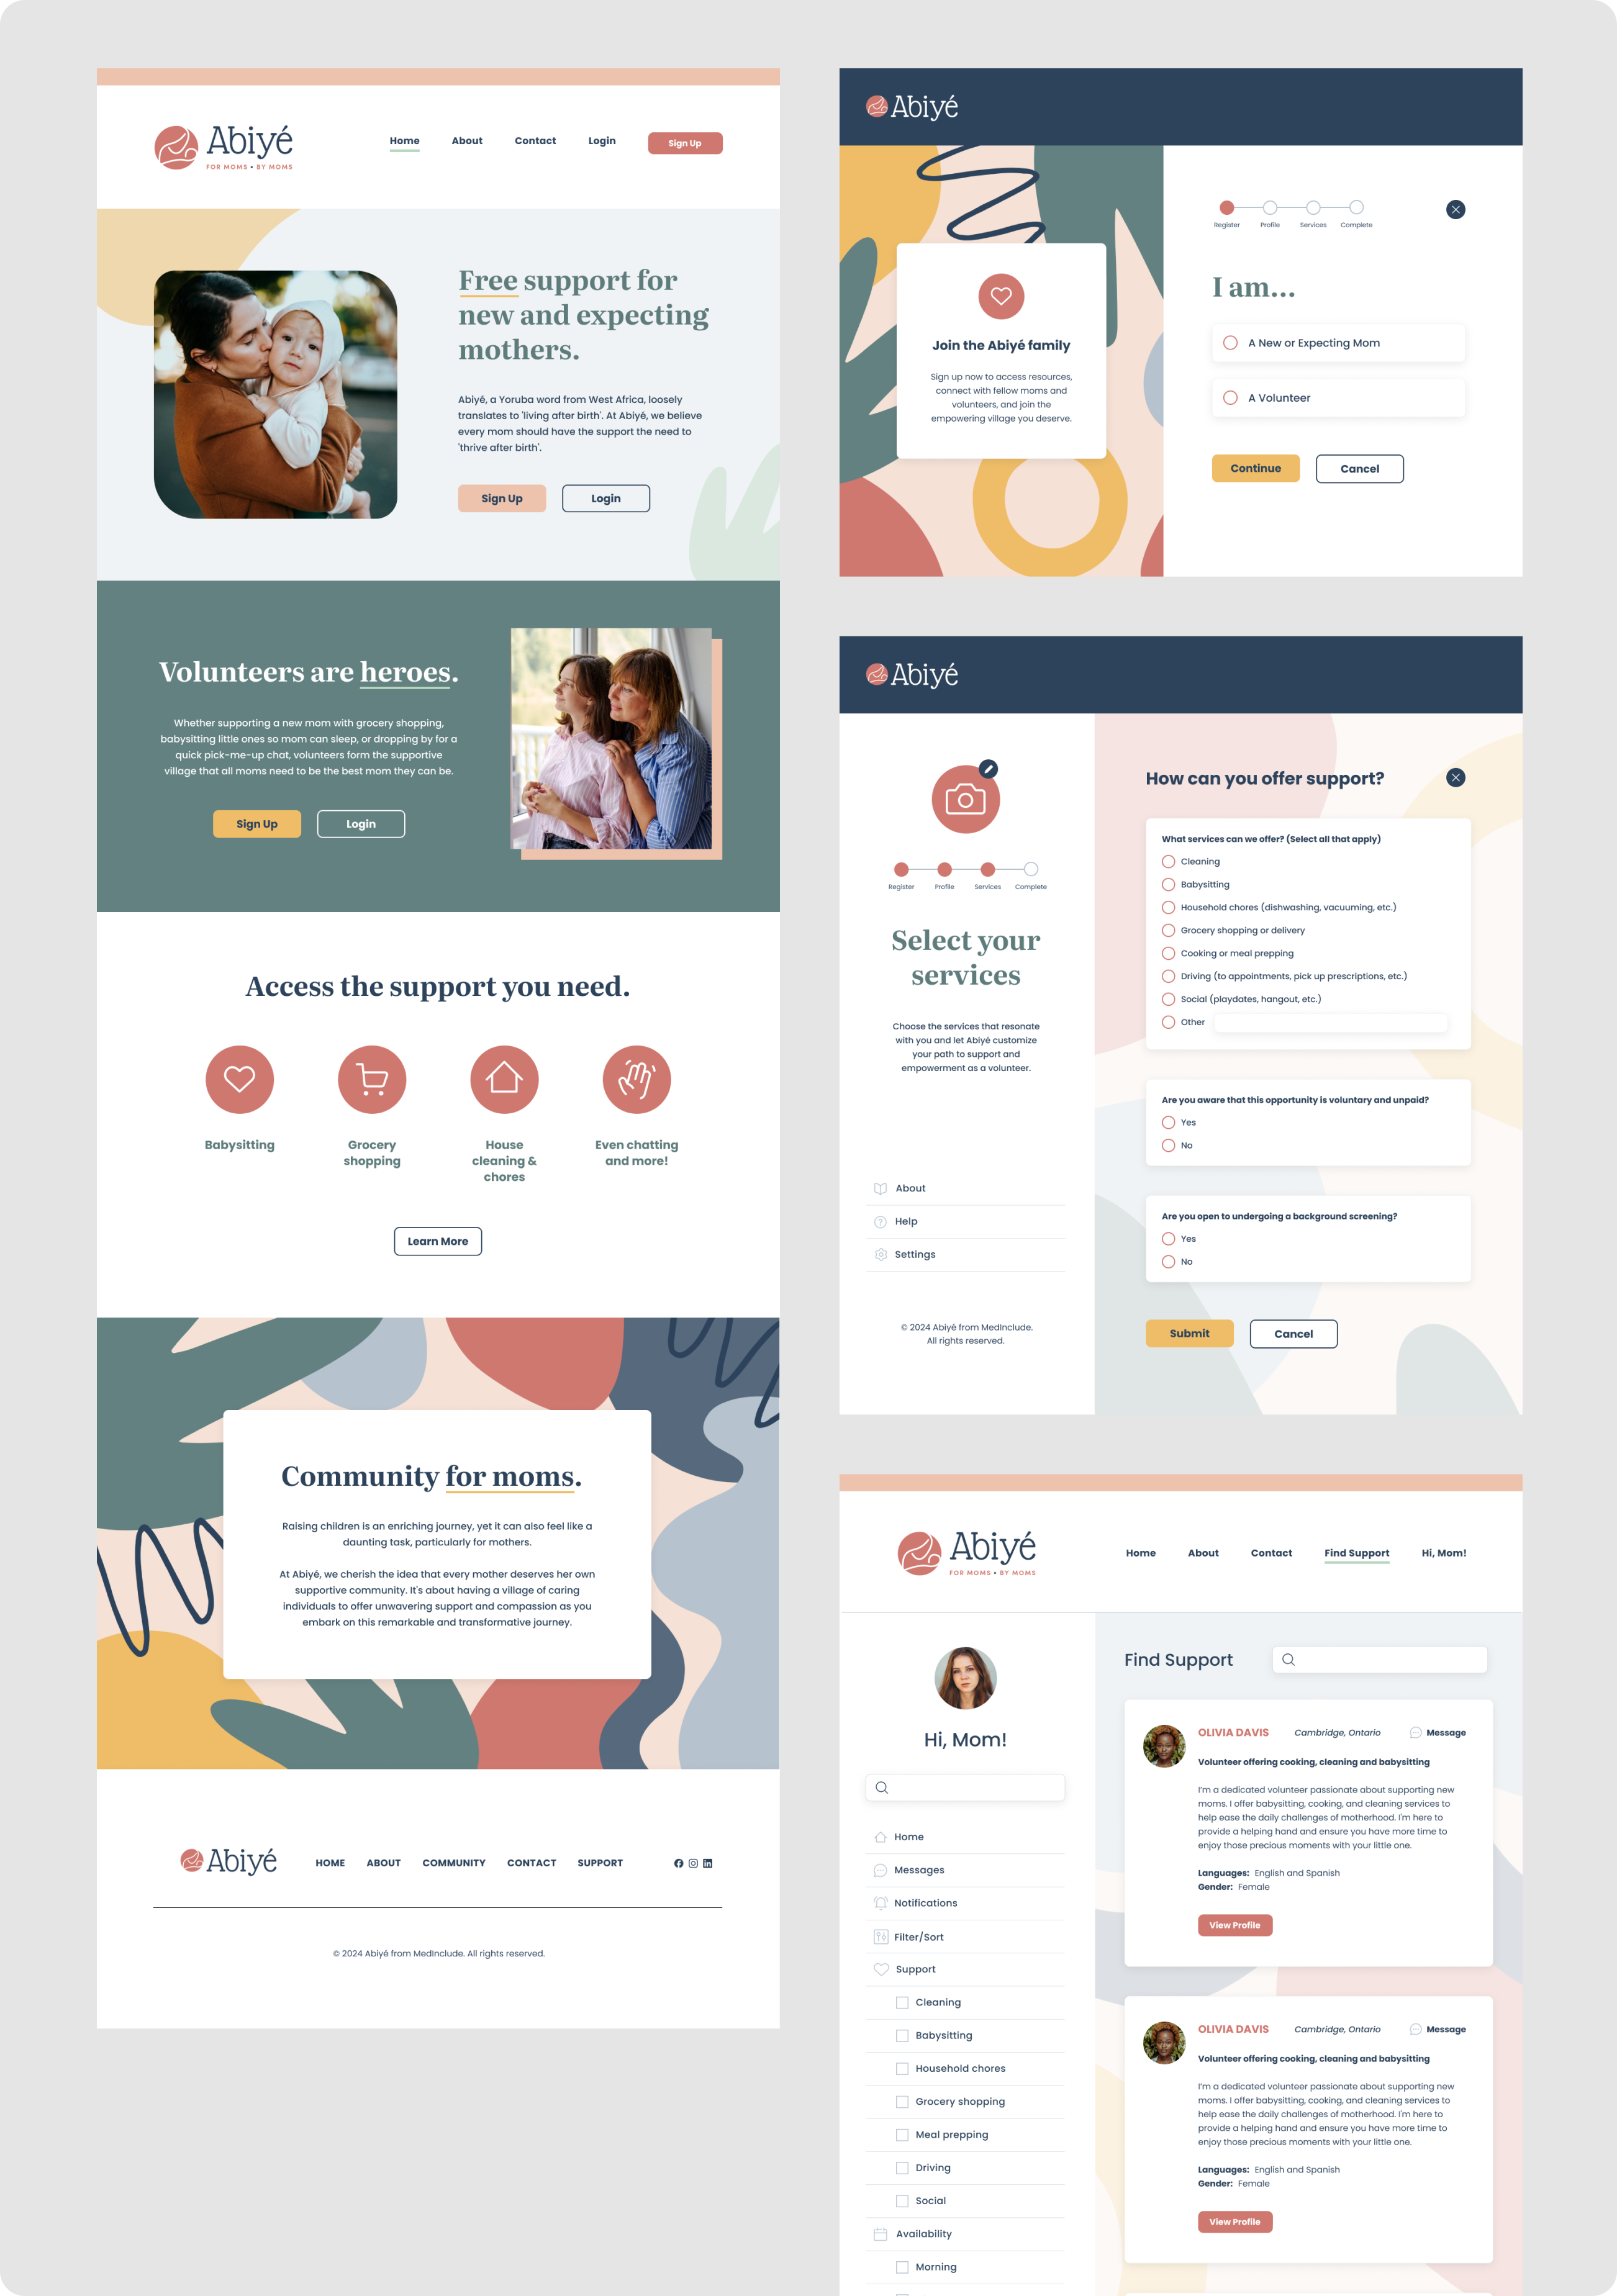 Abiyé
FOR MOMS • BY MOMS
Home
About
Contact
Login
Sign Up
Free support for
new and expecting
mothers.
Abiyé, a Yoruba word from West Africa, loosely
translates to 'living after birth'. At Abiyé, we believe
every mom should have the support the need to
'thrive after birth'.
Sign Up
Login
Volunteers are heroes.
Whether supporting a new mom with grocery shopping,
babysitting little ones so mom can sleep, or dropping by for a
quick pick-me-up chat, volunteers form the supportive
village that all moms need to be the best mom they can be.
Sign Up
Login
Access the support you need.
Babysitting
Grocery
shopping
House
cleaning &
chores
Even chatting
and more!
Learn More
Community for moms.
Raising children is an enriching journey, yet it can also feel like a
daunting task, particularly for mothers.
At Abiyé, we cherish the idea that every mother deserves her own
supportive community. It's about having a village of caring
individuals to offer unwavering support and compassion as you
embark on this remarkable and transformative journey.
Abiyé
HOME
ABOUT
COMMUNITY
CONTACT
SUPPORT
© 2024 Abiyé from MedInclude. All rights reserved.
Abiyé
Join the Abiyé family
Sign up now to access resources,
connect with fellow moms and
volunteers, and join the
empowering village you deserve.
Register
Profile
Services
Complete
I am...
A New or Expecting Mom
A Volunteer
Continue
Cancel
Abiyé
Register
Profile
Services
Complete
Select your
services
Choose the services that resonate
with you and let Abiyé customize
your path to support and
empowerment as a volunteer.
About
Help
Settings
© 2024 Abiyé from MedInclude.
All rights reserved.
How can you offer support?
What services can we offer? (Select all that apply)
Cleaning
Babysitting
Household chores (dishwashing, vacuuming, etc.)
Grocery shopping or delivery
Cooking or meal prepping
Driving (to appointments, pick up prescriptions, etc.)
Social (playdates, hangout, etc.)
Other
Are you aware that this opportunity is voluntary and unpaid?
Yes
No
Are you open to undergoing a background screening?
Yes
No
Submit
Cancel
Abiyé
FOR MOMS • BY MOMS
Home
About
Contact
Find Support
Hi, Mom!
Hi, Mom!
Home
Messages
Notifications
Filter/Sort
Support
Cleaning
Babysitting
Household chores
Grocery shopping
Meal prepping
Driving
Social
Availability
Morning
Find Support
OLIVIA DAVIS
Cambridge, Ontario
Message
Volunteer offering cooking, cleaning and babysitting
I'm a dedicated volunteer passionate about supporting new
moms. I offer babysitting, cooking, and cleaning services to
help ease the daily challenges of motherhood. I'm here to
provide a helping hand and ensure you have more time to
enjoy those precious moments with your little one.
Languages: English and Spanish
Gender: Female
View Profile
OLIVIA DAVIS
Cambridge, Ontario
Message
Volunteer offering cooking, cleaning and babysitting
I'm a dedicated volunteer passionate about supporting new
moms. I offer babysitting, cooking, and cleaning services to
help ease the daily challenges of motherhood. I'm here to
provide a helping hand and ensure you have more time to
enjoy those precious moments with your little one.
Languages: English and Spanish
Gender: Female
View Profile